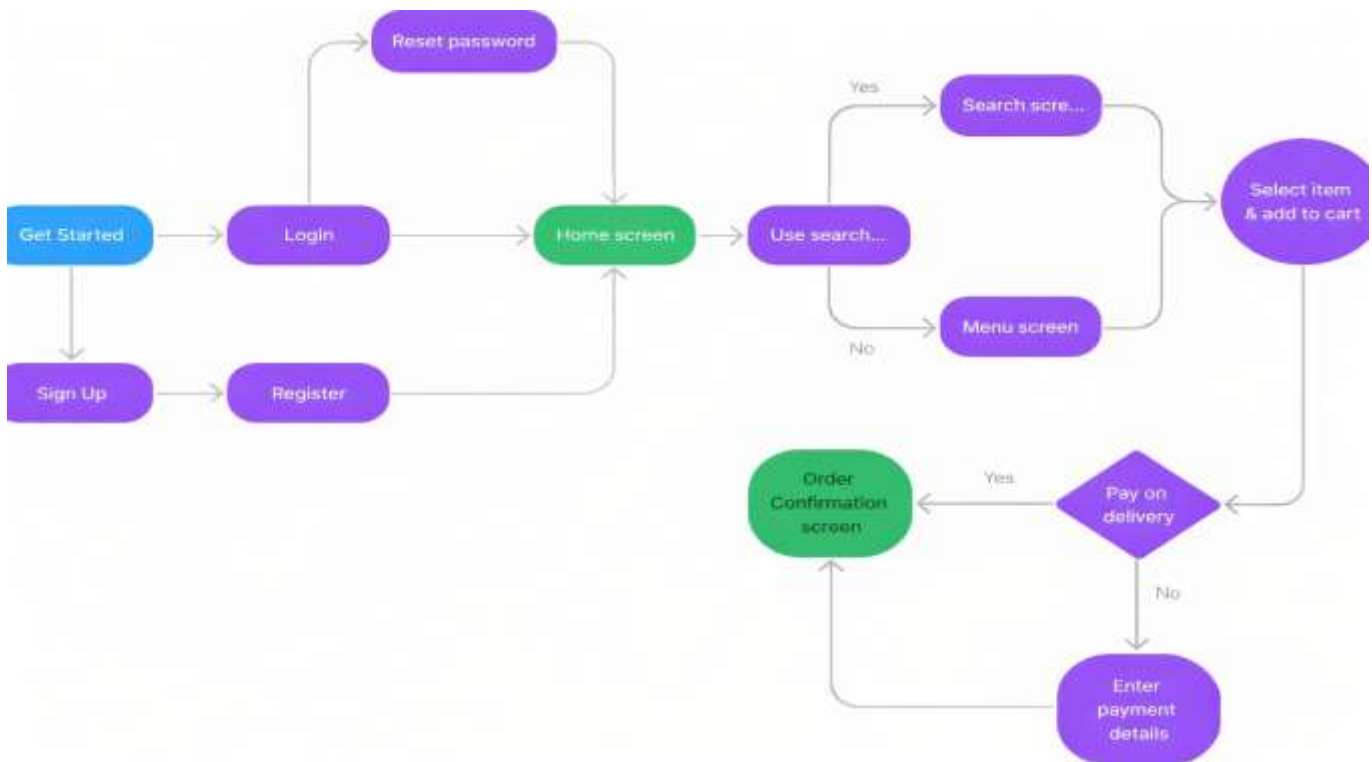 Reset password
Yes
Search scre...
Select item
& add to cart
Get Started
Login
Home screen
Use search...
Menu screen
No
Sign Up
Register
Order
Confirmation
screen
Yes
Pay on
delivery
No
Enter
payment
details